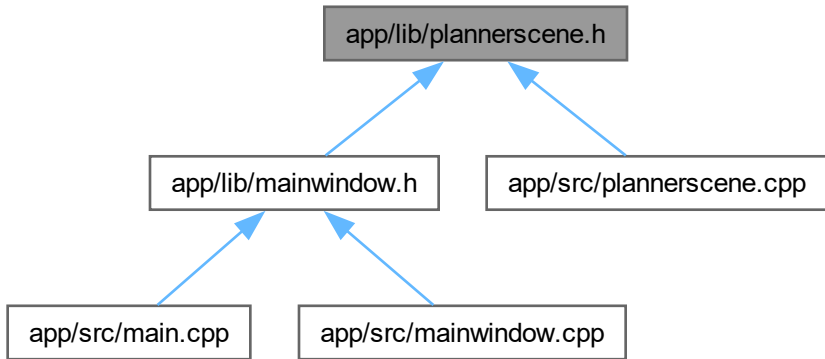 app/lib/plannerscene.h
app/lib/mainwindow.h
app/src/plannerscene.cpp
app/src/main.cpp
app/src/mainwindow.cpp